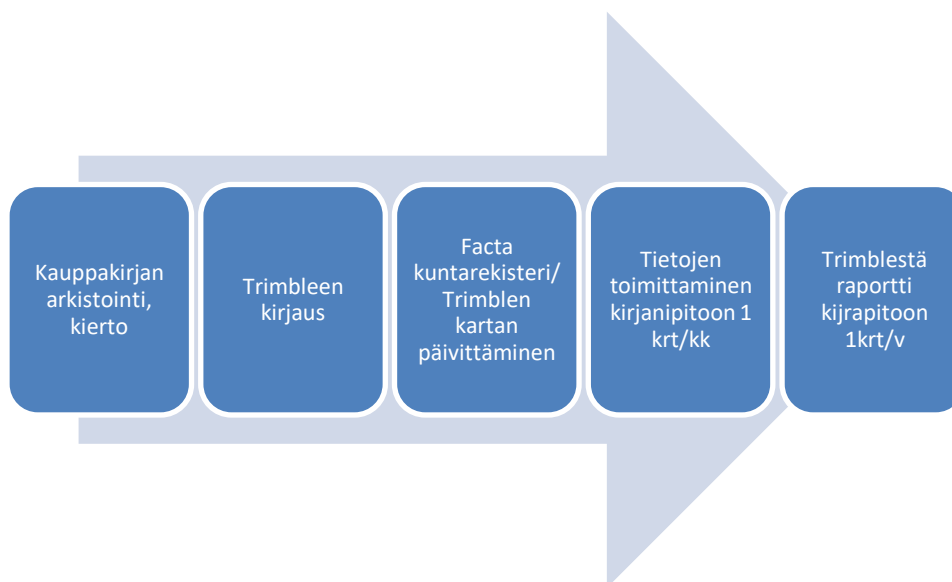 Kauppakirjan
arkistointi,
kierto
Trimbleen
kirjaus
Facta
kuntarekisteri/
Trimblen
kartan
päivittäminen
Tietojen
toimittaminen
kirjanipitoon 1
krt/kk
Trimblestä
raportti
kijrapitoon
1krt/v